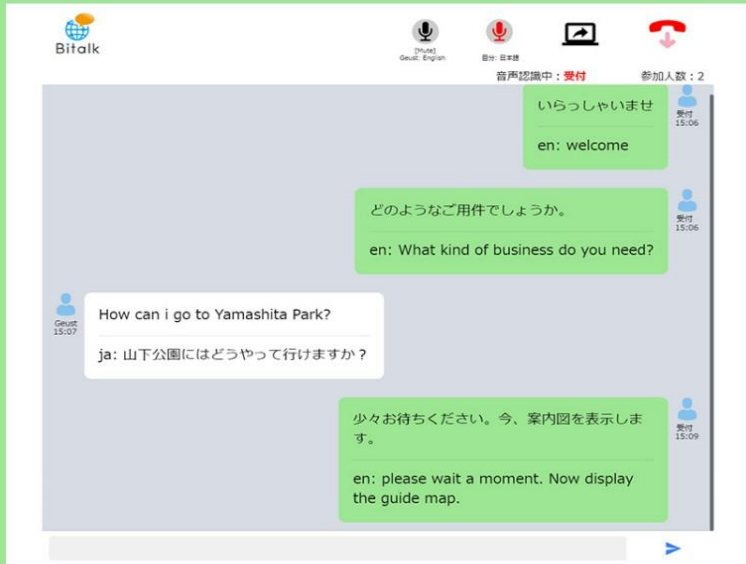 Bitalk
[Mute]
Geust: English
自分: 日本語
音声認識中：受付
参加人数：2
いらっしゃいませ
en: welcome
受付
15:06
どのようなご用件でしょうか。
en: What kind of business do you need?
受付
15:06
How can i go to Yamashita Park?
ja: 山下公園にはどうやって行けますか？
Geust
15:07
少々お待ちください。今、案内図を表示しま
す。
en: please wait a moment. Now display
the guide map.
受付
15:09